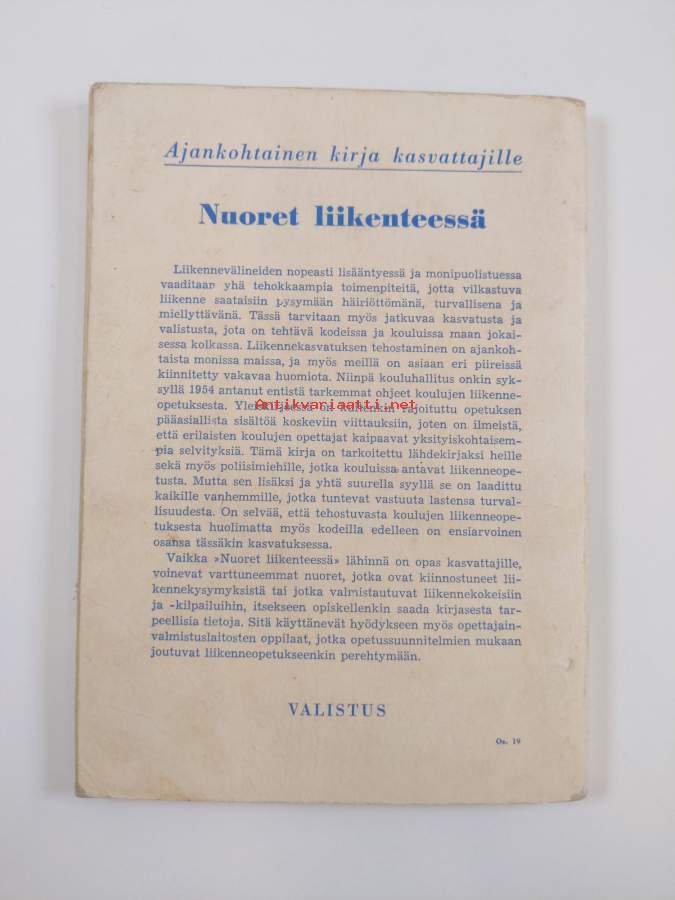 Ajankohtainen kirja kasvattajille
Nuoret liikenteessä
Liikennevälineiden nopeasti lisääntyessä ja monipuolistuessa
vaaditaan yhä tehokkaampia toimenpiteitä, jotta vilkastuva
liikenne saataisiin pysymään häiriöttömänä, turvallisena ja
miellyttävänä. Tässä tarvitaan myös jatkuvaa kasvatusta ja
valistusta, jota on tehtävä kodeissa ja kouluissa maan jokai-
sessa kolkassa. Liikennekasvatuksen tehostaminen on ajankoh-
taista monissa maissa, ja myös meillä on asiaan eri piireissä
kiinnitetty vakavaa huomiota. Niinpä kouluhallitus onkin syk-
syllä 1954 antanut entistä tarkemmat ohjeet koulujen liikenne-
Antikvariaatti.net
opetuksesta. on kuitenkin rajoitettu opetuksen
pääasiallista sisältöä koskeviin viittauksiin, joten on ilmeistä,
että erilaisten koulujen opettajat kaipaavat yksityiskohtaisem-
pia selvityksiä. Tämä kirja on tarkoitettu lähdekirjaksi heille
sekä myös poliisimiehille, jotka kouluissa antavat liikenneope-
tusta. Mutta sen lisäksi ja yhtä suurella syyllä se on laadittu
kaikille vanhemmille, jotka tuntevat vastuuta lastensa turval-
lisuudesta. On selvää, että tehostuvasta koulujen liikenneope-
tuksesta huolimatta myös kodeilla edelleen on ensiarvoinen
osansa tässäkin kasvatuksessa.
Vaikka »Nuoret liikenteessä» lähinnä on opas kasvattajille,
voinevat varttuneemmat nuoret, jotka ovat kiinnostuneet lii-
kennekysymyksistä tai jotka valmistautuvat liikennekokeisiin
ja -kilpailuihin, itsekseen opiskellenkin saada kirjasesta tar-
peellisia tietoja. Sitä käyttänevät hyödykseen myös opettajain-
valmistuslaitosten oppilaat, jotka opetussuunnitelmien mukaan
joutuvat liikenneopetukseenkin perehtymään.
VALISTUS
Os. 19